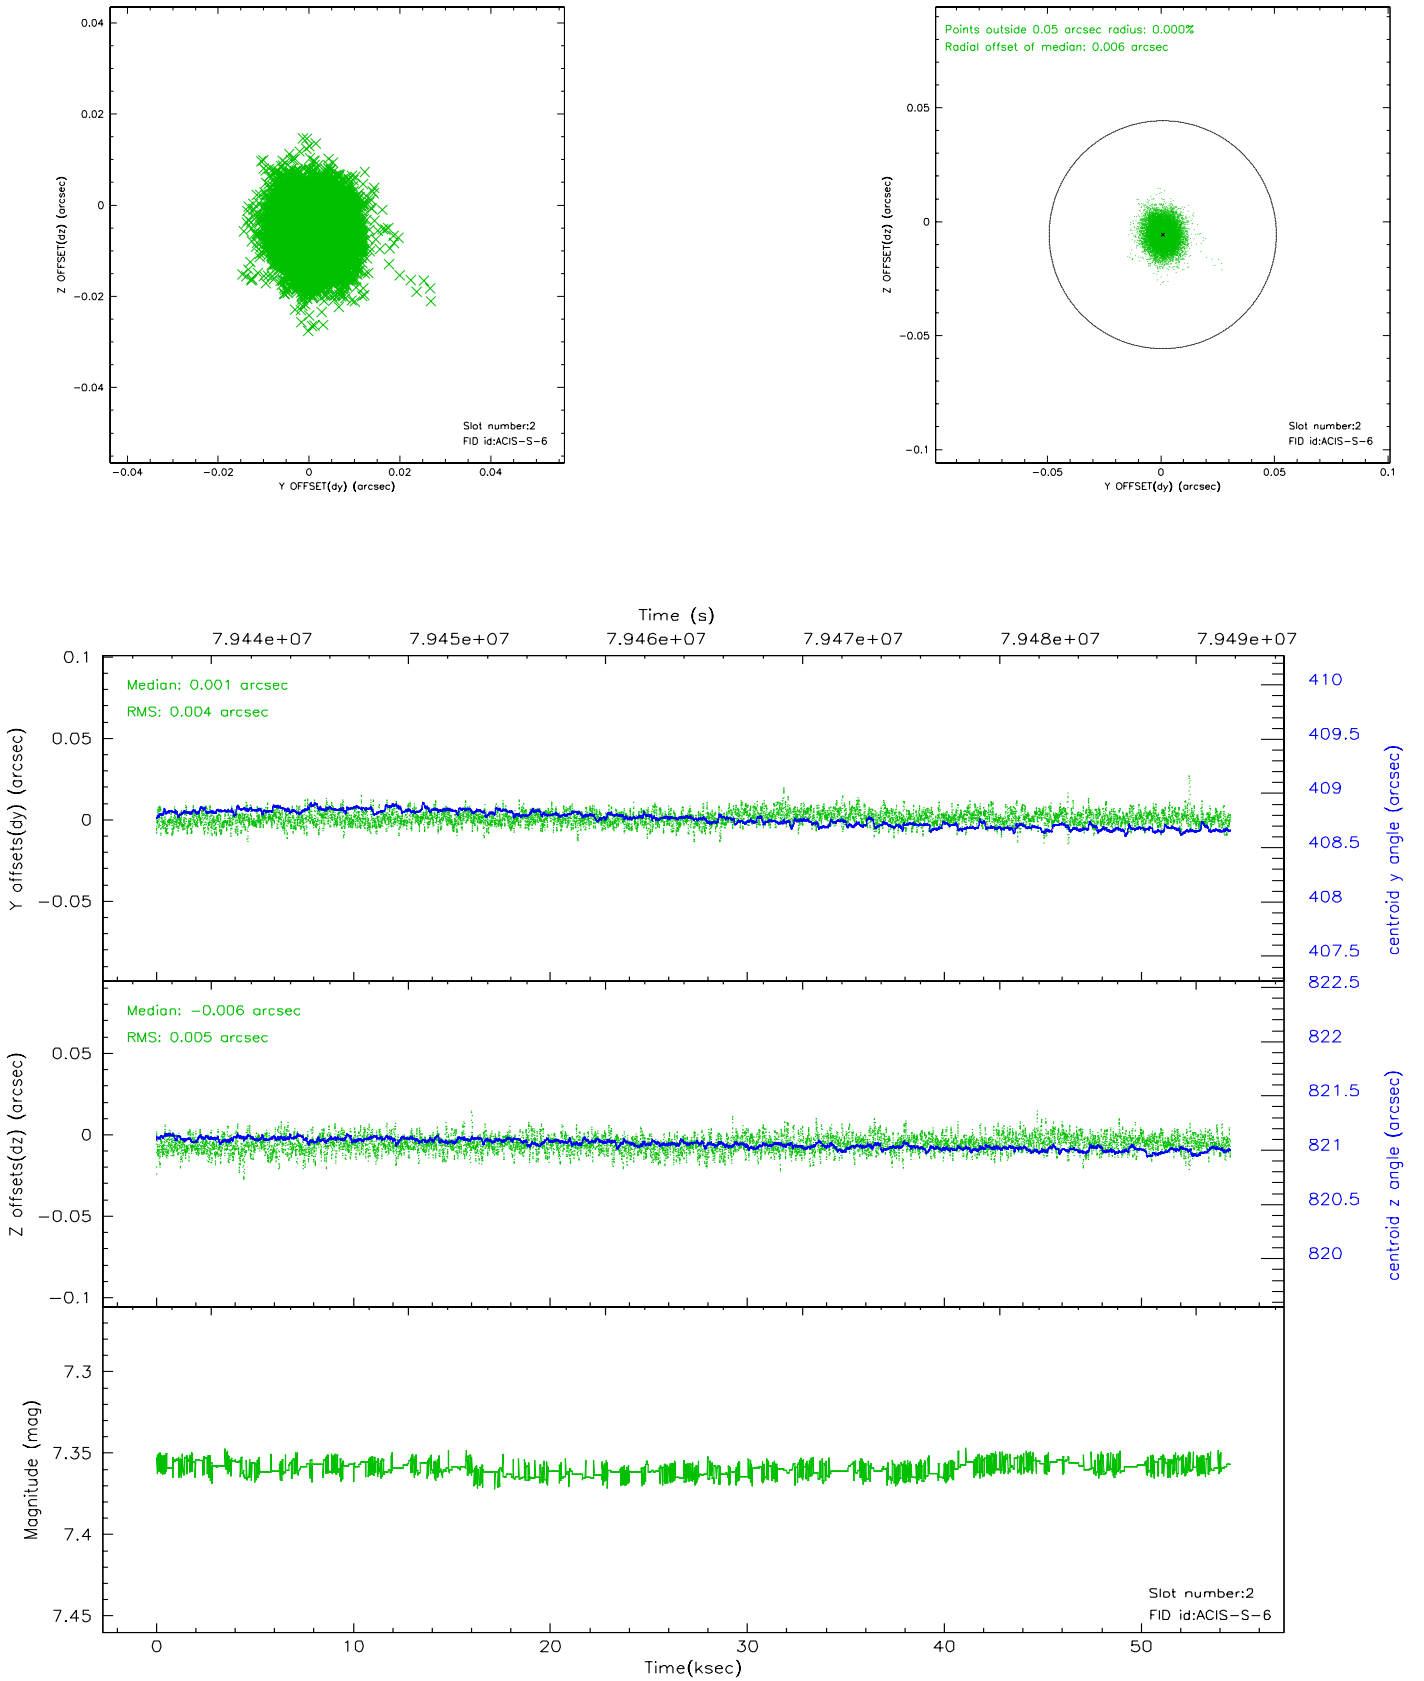 0.04
0.02
0
−0.02
−0.04
Z OFFSET(dz) (arcsec)
Slot number:2
FID id:ACIS−S−6
−0.04
−0.02
0
0.02
0.04
Y OFFSET(dy) (arcsec)
Points outside 0.05 arcsec radius: 0.000%
Radial offset of median: 0.006 arcsec
0.05
0
−0.05
−0.1
Z OFFSET(dz) (arcsec)
Slot number:2
FID id:ACIS−S−6
−0.05
0
0.05
0.1
Y OFFSET(dy) (arcsec)
Time (s)
7.944e+07
7.945e+07
7.946e+07
7.947e+07
7.948e+07
7.949e+07
Median: 0.001 arcsec
RMS: 0.004 arcsec
0.1
0.05
0
−0.05
Y offsets(dy) (arcsec)
410
409.5
409
408.5
408
407.5
centroid y angle (arcsec)
Median: −0.006 arcsec
RMS: 0.005 arcsec
0.05
0
−0.05
−0.1
Z offsets(dz) (arcsec)
822.5
822
821.5
821
820.5
820
centroid z angle (arcsec)
7.3
7.35
7.4
7.45
Magnitude (mag)
Slot number:2
FID id:ACIS−S−6
0
10
20
30
40
50
Time(ksec)